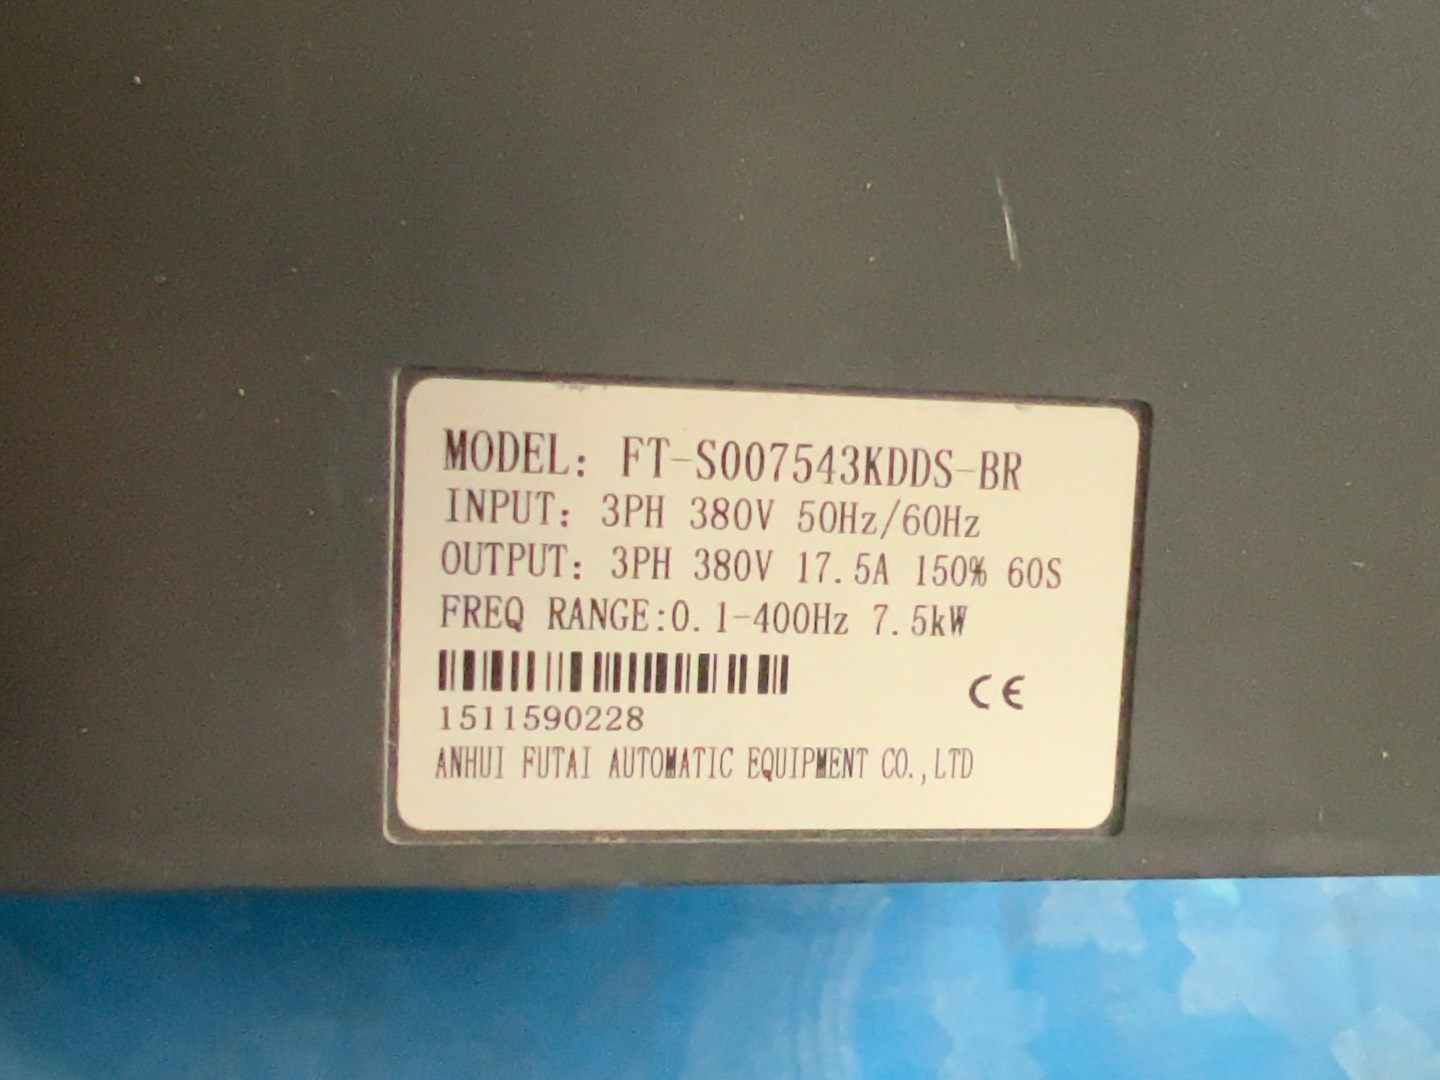 MODEL: FT-S007543KDDS-BR
INPUT: 3PH 380V 50Hz/60Hz
OUTPUT: 3PH 380V 17.5A 150% 60S
FREQ RANGE:0.1-400Hz 7.5kW
CE
1511590228
ANHUI FUTAI AUTOMATIC EQUIPMENT CO.,LTD